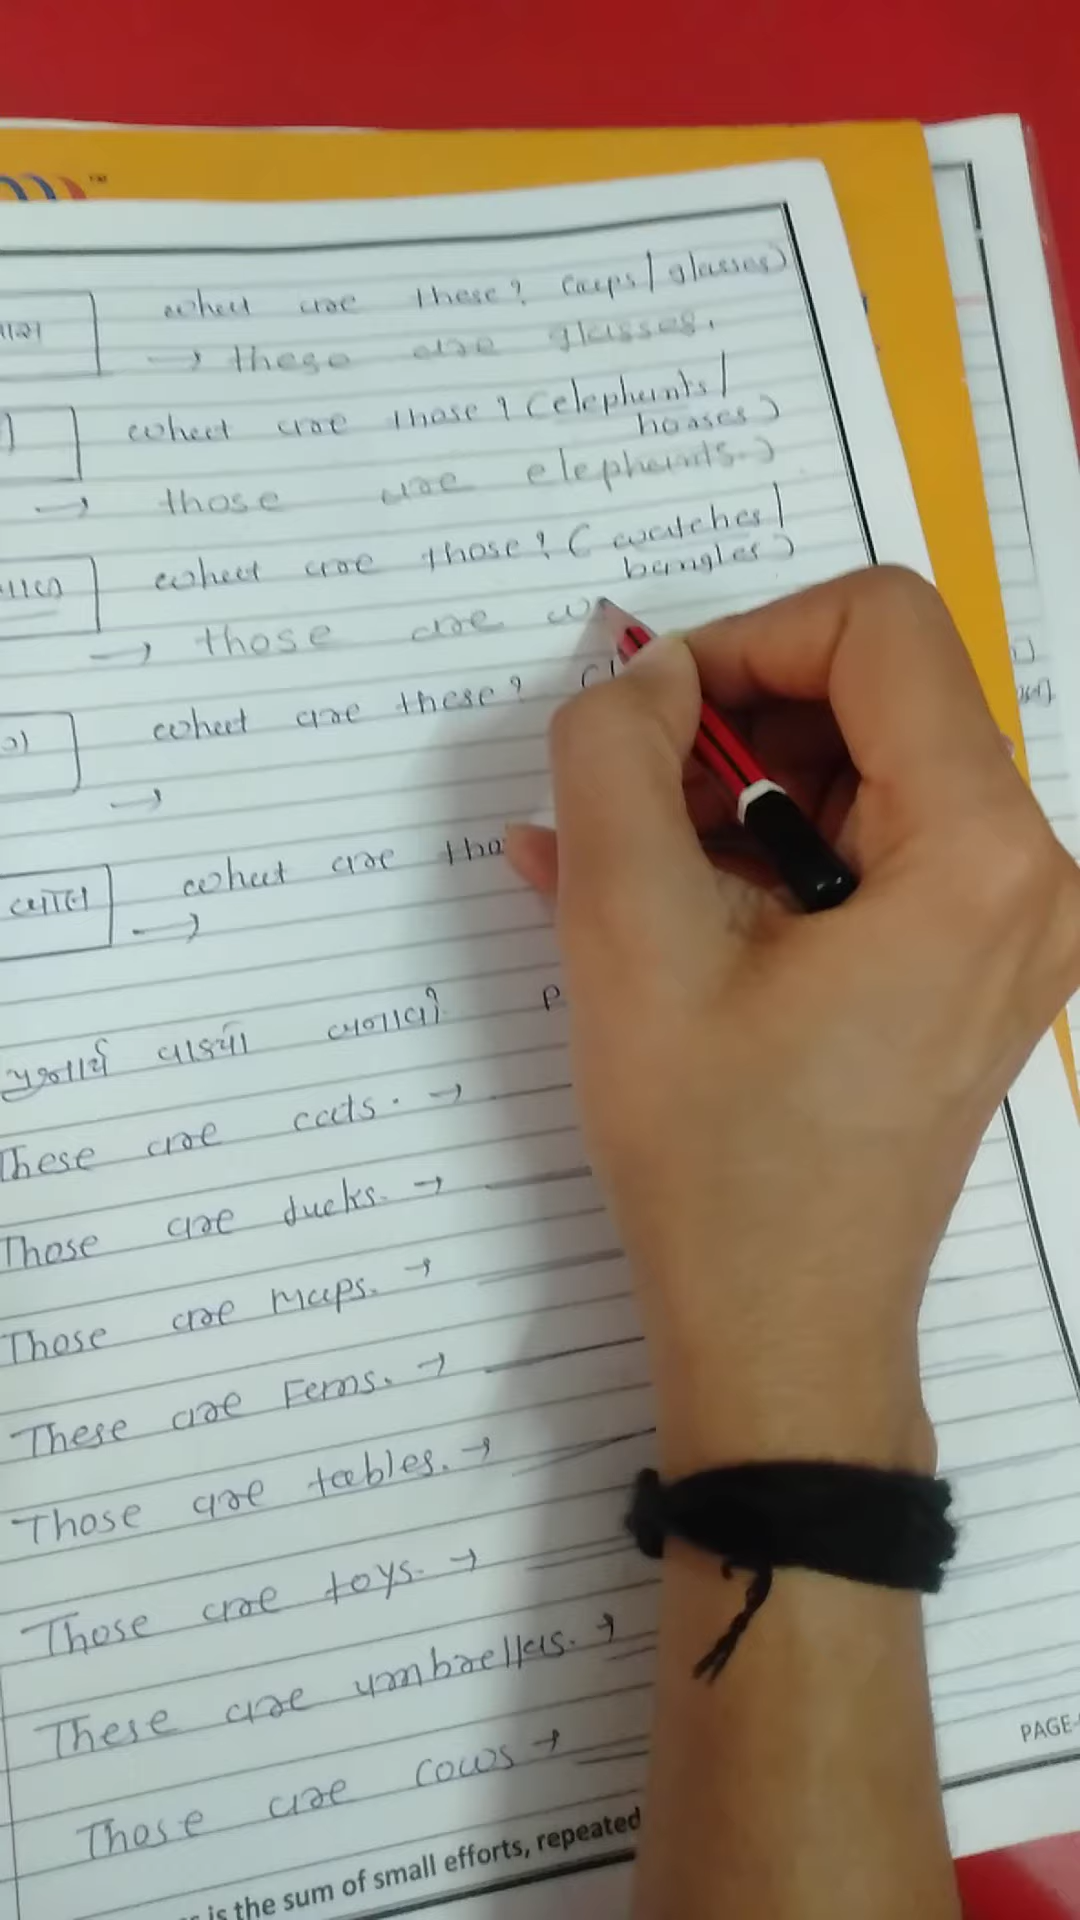 What are these? (cups/glasses)
→ these are glasses.
What are those? (elephants/
horses)
→ those are elephants.)
What are those? (watches/
bangles)
→ those are
What are these?
→
What are
→
વાક્યો બનાવો.
These are cats. →
Those are ducks. →
Those are maps. →
These are Fans. →
Those are tables. →
Those are toys. →
These are umbrellas. →
Those are cows →
is the sum of small efforts, repeated
PAGE